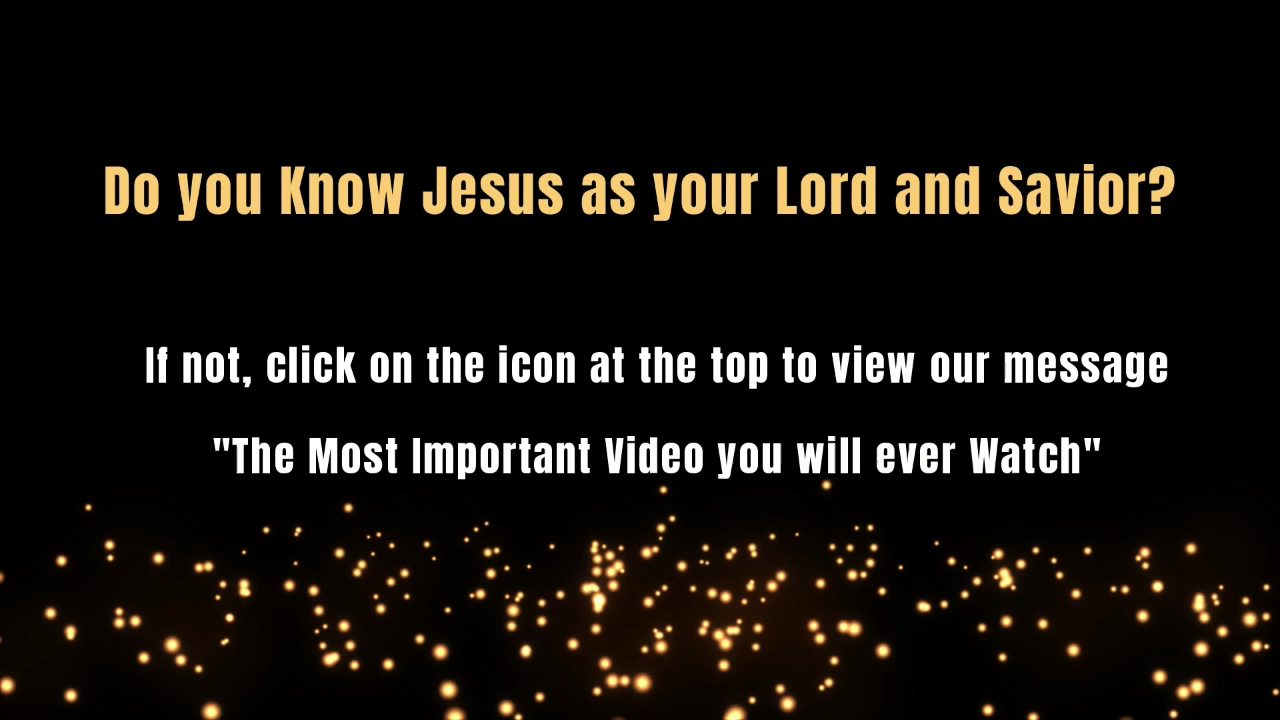 Do you Know Jesus as your Lord and Savior?
If not, click on the icon at the top to view our message
"The Most Important Video you will ever Watch"